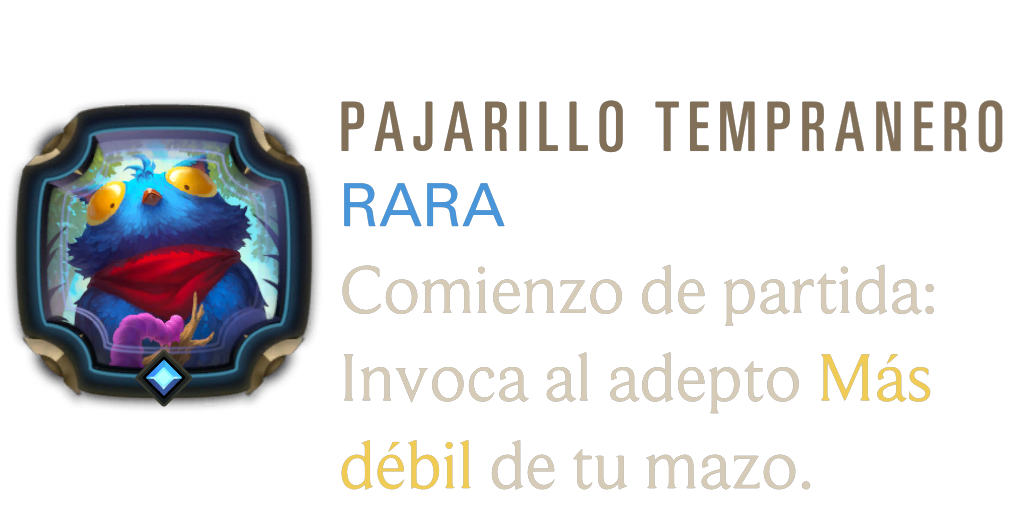 PAJARILLO TEMPRANERO
RARA
Comienzo de partida:
Invoca al adepto Más
débil de tu mazo.